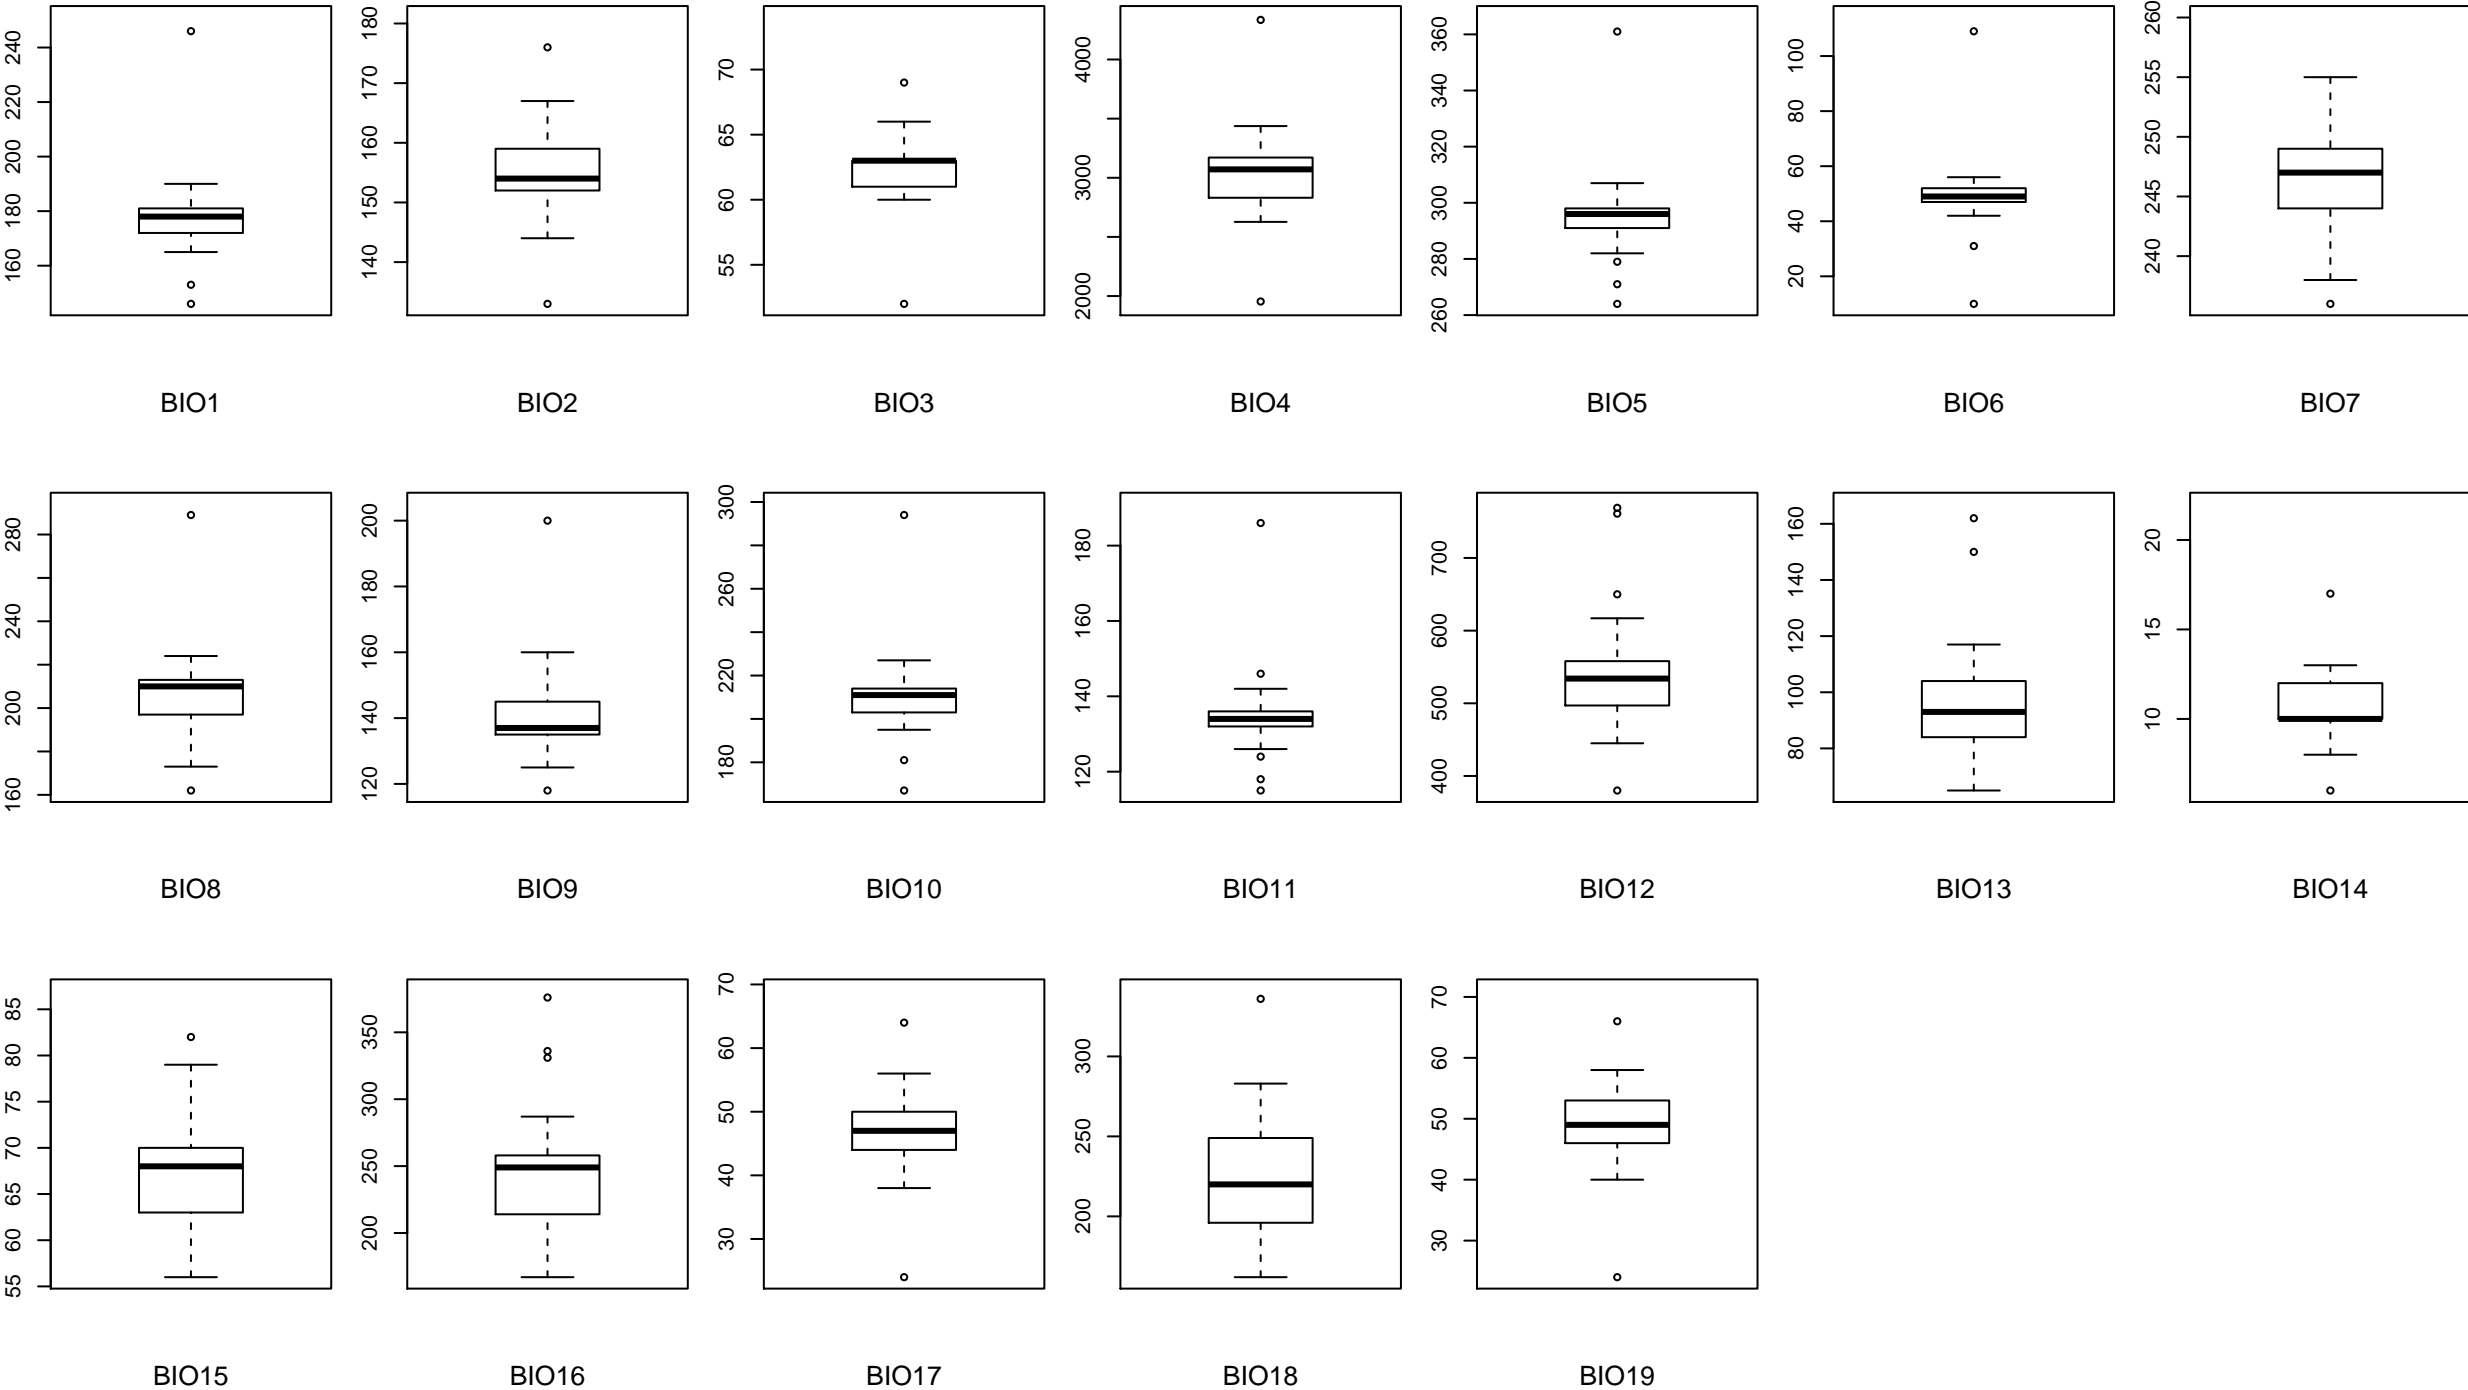 160 180 200 220 240
140 150 160 170 180
55 60 65 70
2000 3000 4000
260 280 300 320 340 360
20 40 60 80 100
240 245 250 255 260
BIO1 BIO2 BIO3 BIO4 BIO5 BIO6 BIO7
160 200 240 280
120 140 160 180 200
180 220 260 300
120 140 160 180
400 500 600 700
80 100 120 140 160
10 15 20
BIO8 BIO9 BIO10 BIO11 BIO12 BIO13 BIO14
55 60 65 70 75 80 85
200 250 300 350
30 40 50 60 70
200 250 300
30 40 50 60 70
BIO15 BIO16 BIO17 BIO18 BIO19